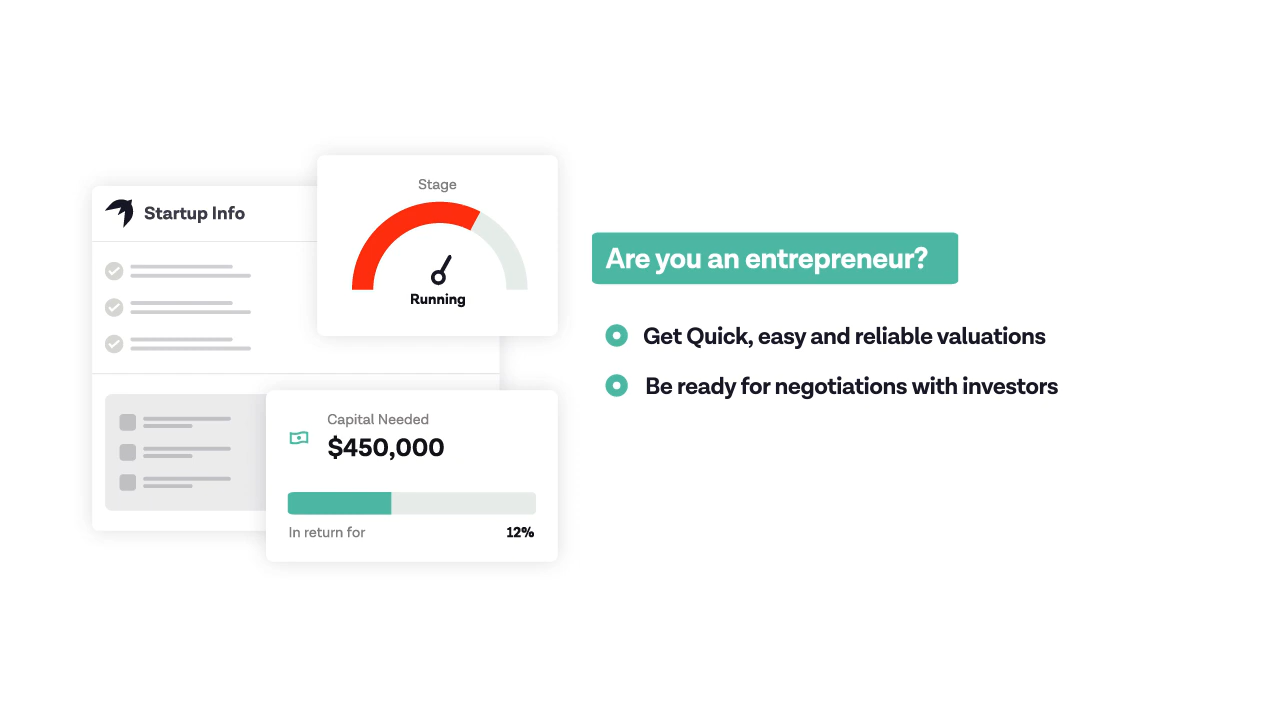 Startup Info
Stage
Running
Capital Needed
$450,000
In return for 12%
Are you an entrepreneur?
Get Quick, easy and reliable valuations
Be ready for negotiations with investors